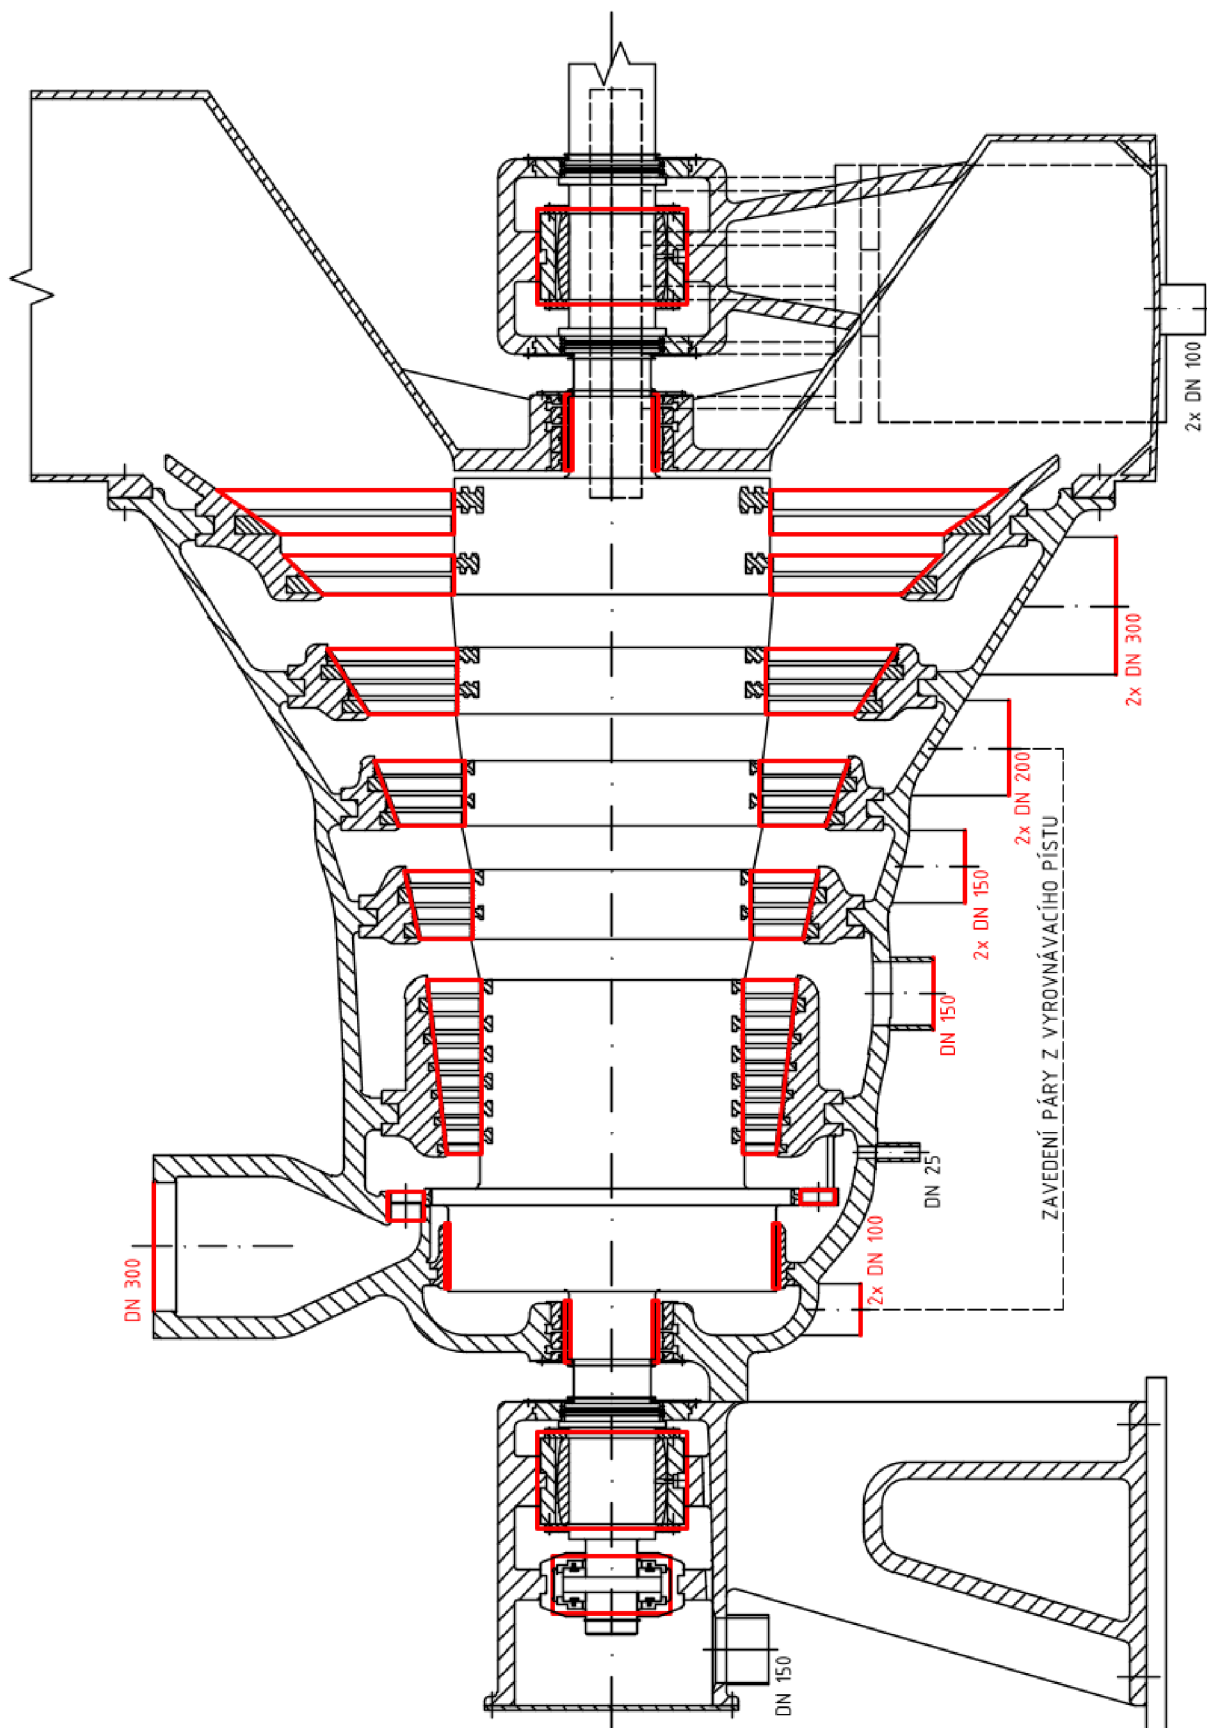 2x DN 100
2x DN 300
2x DN 200
2x DN 150
ZAVEDENÍ PÁRY Z VYROVNÁVACÍHO PÍSTU
DN 150
DN 25
2x DN 100
DN 300
DN 150